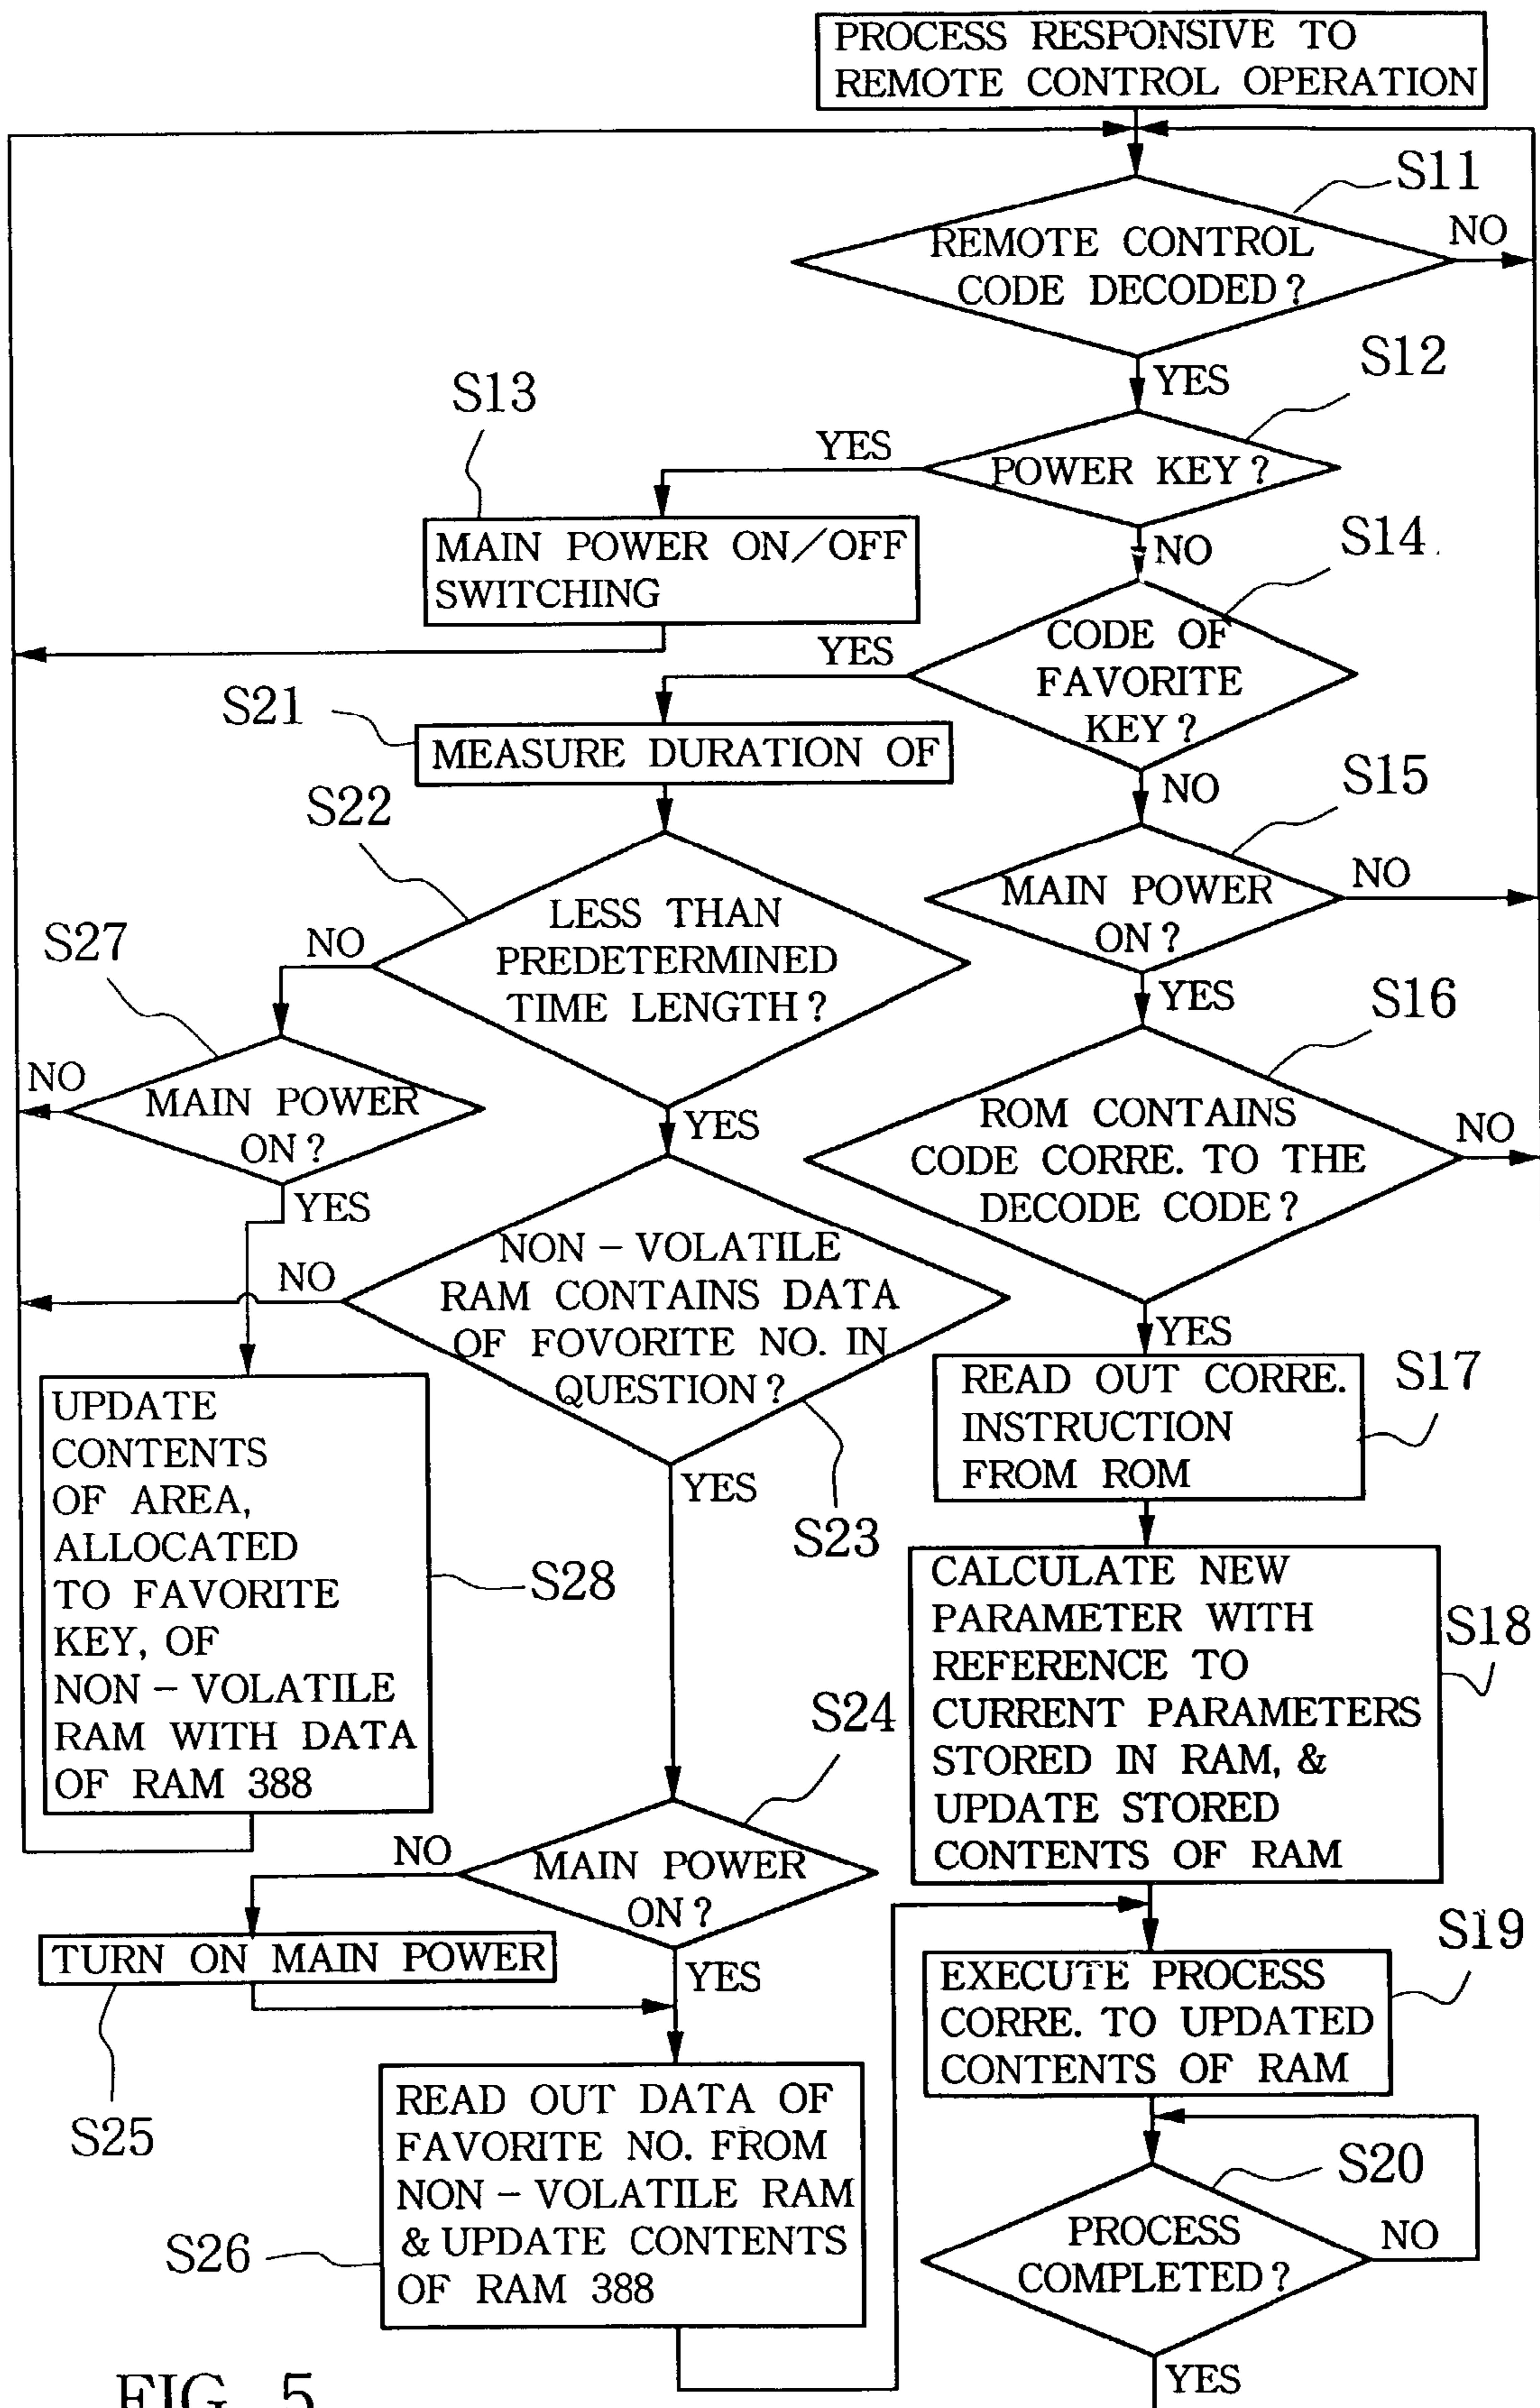 PROCESS RESPONSIVE TO
REMOTE CONTROL OPERATION
S11
REMOTE CONTROL
CODE DECODED?
NO
YES
S12
POWER KEY?
YES
S13
MAIN POWER ON/OFF
SWITCHING
NO
S14
CODE OF
FAVORITE
KEY?
YES
S21
MEASURE DURATION OF
NO
S15
MAIN POWER
ON?
NO
S22
LESS THAN
PREDETERMINED
TIME LENGTH?
NO
S27
MAIN POWER
ON?
NO
YES
YES
YES
S16
ROM CONTAINS
CODE CORRE. TO THE
DECODE CODE?
NO
NON-VOLATILE
RAM CONTAINS DATA
OF FOVORITE NO. IN
QUESTION?
NO
S23
YES
YES
READ OUT CORRE.
INSTRUCTION
FROM ROM
S17
UPDATE
CONTENTS
OF AREA,
ALLOCATED
TO FAVORITE
KEY, OF
NON-VOLATILE
RAM WITH DATA
OF RAM 388
S28
CALCULATE NEW
PARAMETER WITH
REFERENCE TO
CURRENT PARAMETERS
STORED IN RAM, &
UPDATE STORED
CONTENTS OF RAM
S18
S24
MAIN POWER
ON?
NO
YES
TURN ON MAIN POWER
S25
EXECUTE PROCESS
CORRE. TO UPDATED
CONTENTS OF RAM
S19
READ OUT DATA OF
FAVORITE NO. FROM
NON-VOLATILE RAM
& UPDATE CONTENTS
OF RAM 388
S26
S20
PROCESS
COMPLETED?
NO
YES
FIG. 5